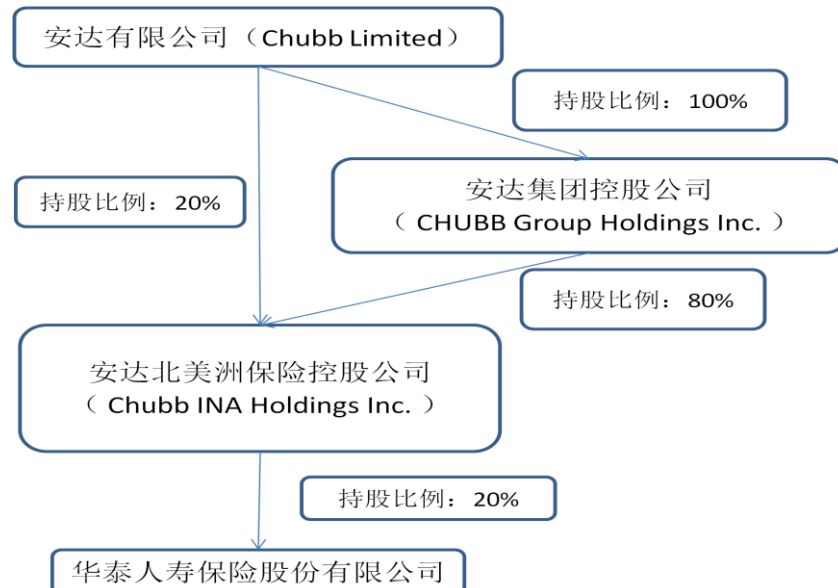 安达有限公司（Chubb Limited）
持股比例：100%
持股比例：20%
安达集团控股公司
（ CHUBB Group Holdings Inc. ）
持股比例：80%
安达北美洲保险控股公司
（ Chubb INA Holdings Inc. ）
持股比例：20%
华泰人寿保险股份有限公司